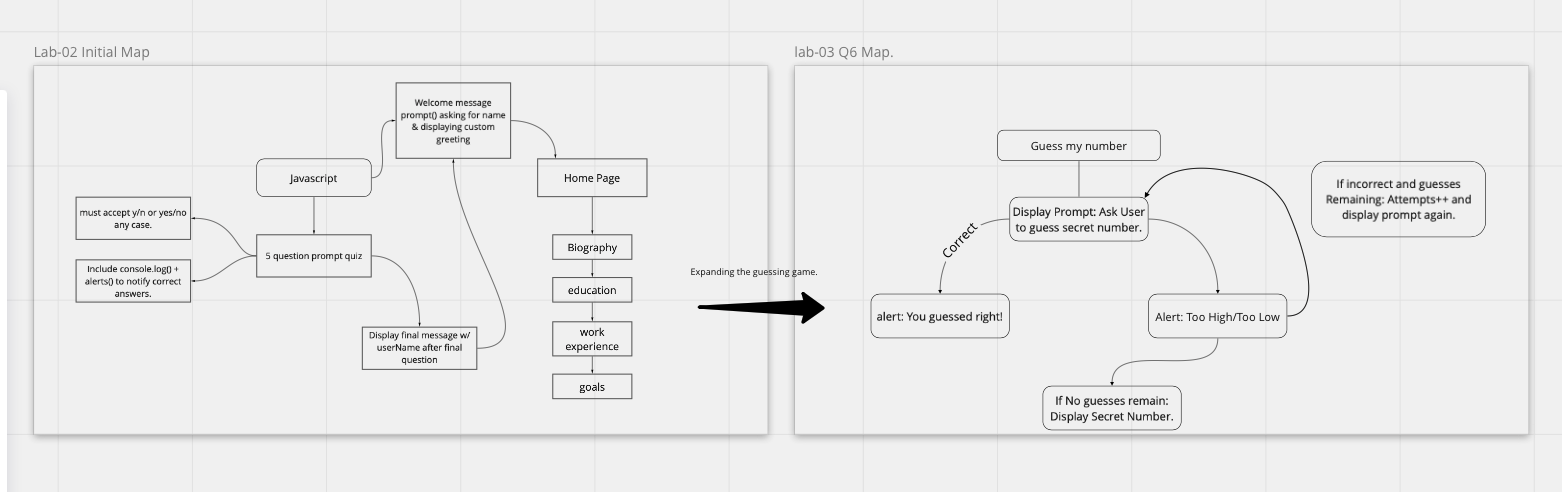 Lab-02 Initial Map
Welcome message
prompt() asking for name
& displaying custom
greeting
Javascript
Home Page
must accept y/n or yes/no
any case.
5 question prompt quiz
Include console.log() +
alerts() to notify correct
answers.
Display final message w/
userName after final
question
Biography
education
work
experience
goals
Expanding the guessing game.
lab-03 Q6 Map.
Guess my number
If incorrect and guesses
Remaining: Attempts++ and
display prompt again.
Display Prompt: Ask User
to guess secret number.
Correct
alert: You guessed right!
Alert: Too High/Too Low
If No guesses remain:
Display Secret Number.